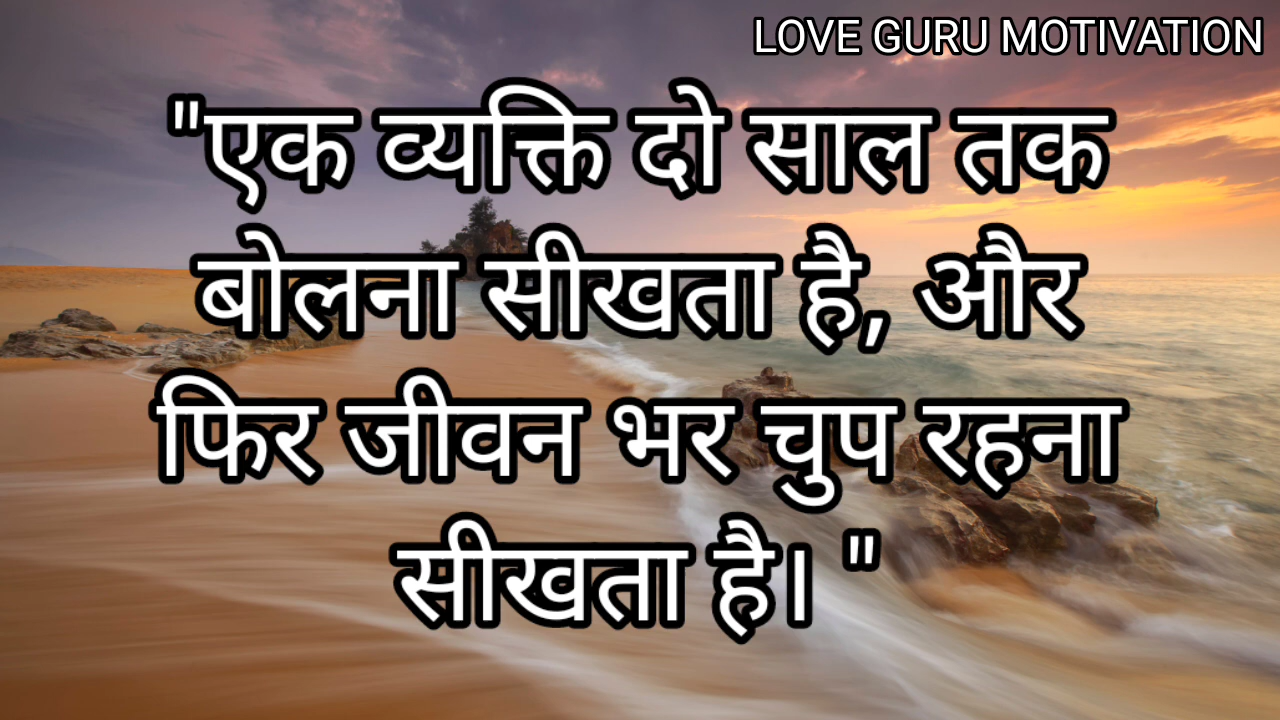 LOVE GURU MOTIVATION
"एक व्यक्ति दो साल तक
बोलना सीखता है, और
फिर जीवन भर चुप रहना
सीखता है। "